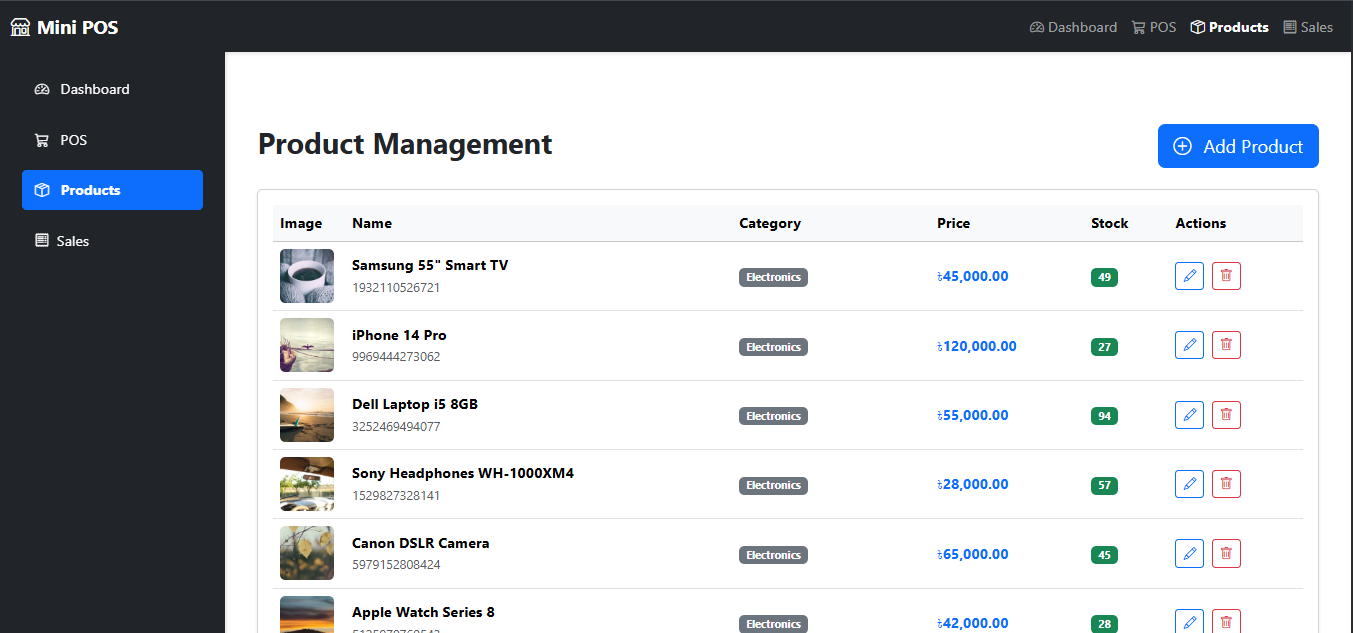 Mini POS
Dashboard POS Products Sales
Dashboard
POS
Products
Sales
Product Management
Add Product
Image Name Category Price Stock Actions
Samsung 55" Smart TV
1932110526721
Electronics ৳45,000.00 49
iPhone 14 Pro
9969444273062
Electronics ৳120,000.00 27
Dell Laptop i5 8GB
3252469494077
Electronics ৳55,000.00 94
Sony Headphones WH-1000XM4
1529827328141
Electronics ৳28,000.00 57
Canon DSLR Camera
5979152808424
Electronics ৳65,000.00 45
Apple Watch Series 8
Electronics ৳42,000.00 28